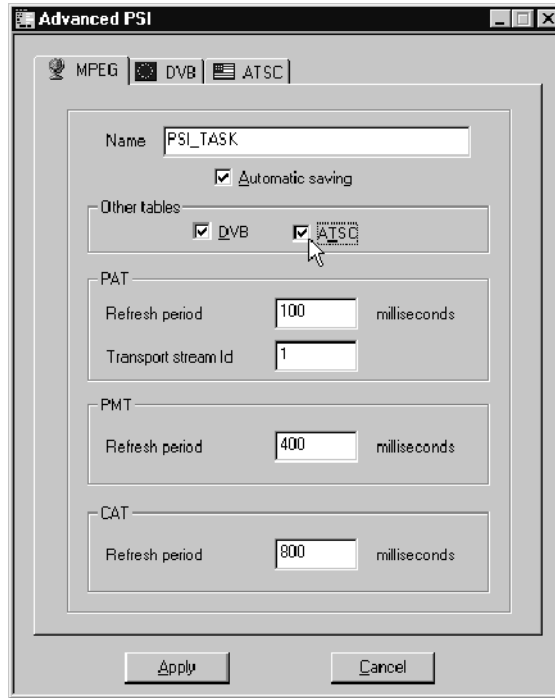 Advanced PSI
MPEG DVB ATSC
Name PSI_TASK
Automatic saving
Other tables
DVB ATSC
PAT
Refresh period 100 milliseconds
Transport stream Id 1
PMT
Refresh period 400 milliseconds
CAT
Refresh period 800 milliseconds
Apply Cancel